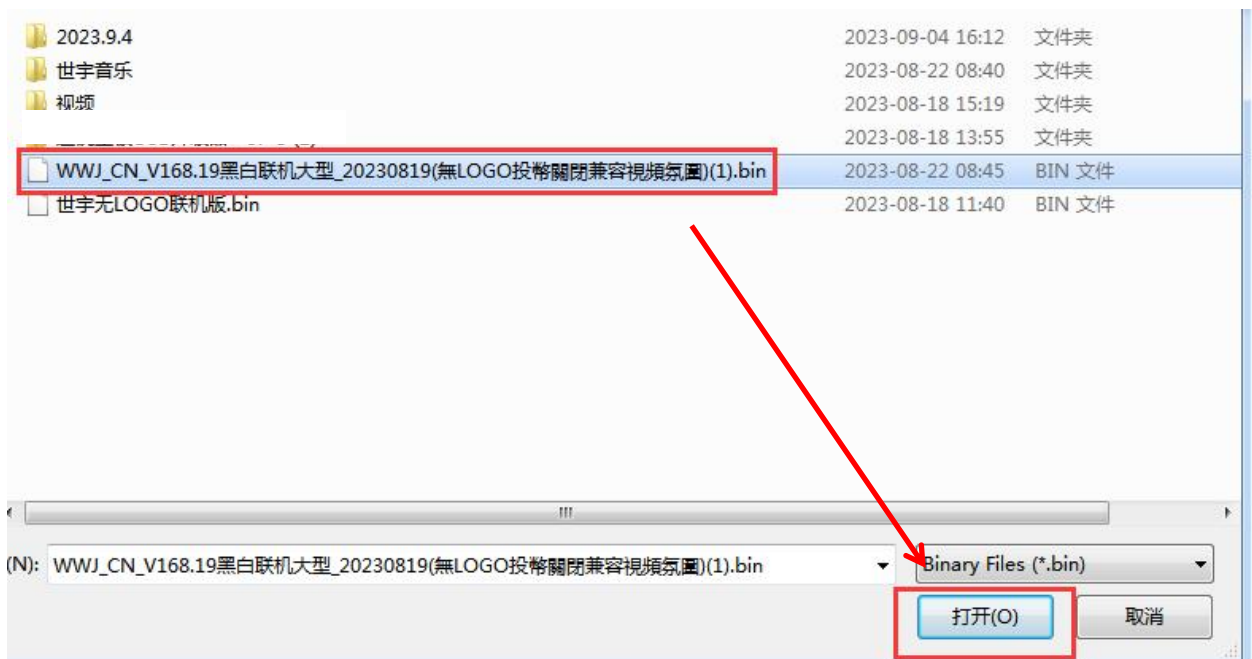 2023.9.4 2023-09-04 16:12 文件夹
世宇音乐 2023-08-22 08:40 文件夹
视频 2023-08-18 15:19 文件夹
2023-08-18 13:55 文件夹
WWJ_CN_V168.19黑白联机大型_20230819(無LOGO投幣關閉兼容視頻氛圍)(1).bin 2023-08-22 08:45 BIN 文件
世宇无LOGO联机版.bin 2023-08-18 11:40 BIN 文件
(N): WWJ_CN_V168.19黑白联机大型_20230819(無LOGO投幣關閉兼容視頻氛圍)(1).bin Binary Files (*.bin)
打开(O) 取消